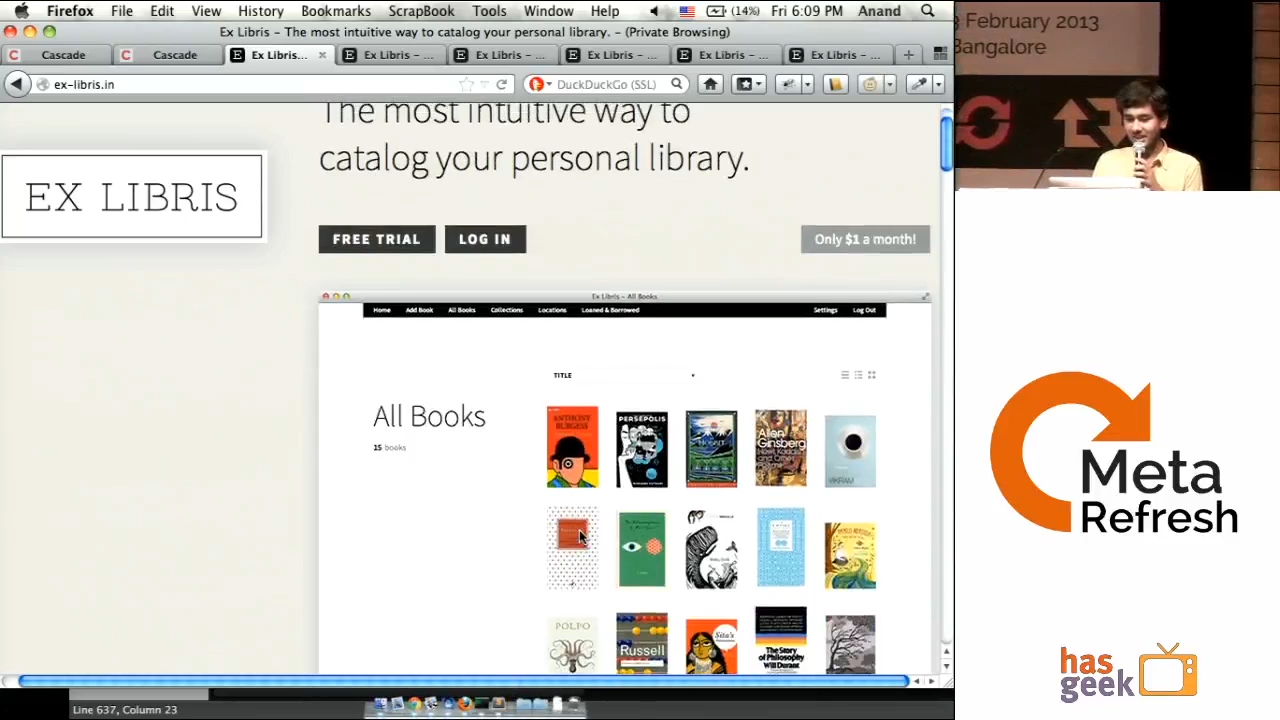 Firefox File Edit View History Bookmarks ScrapBook Tools Window Help (14%) Fri 6:09 PM Anand
Ex Libris – The most intuitive way to catalog your personal library. – (Private Browsing)
Cascade Cascade Ex Libris... Ex Libris – ... Ex Libris – ... Ex Libris – ... Ex Libris – ... Ex Libris – ...
ex-libris.in DuckDuckGo (SSL)
February 2013
Bangalore
The most intuitive way to
catalog your personal library.
EX LIBRIS
FREE TRIAL LOG IN Only $1 a month!
Ex Libris – All Books
Home Add Book All Books Collections Locations Loaned & Borrowed Settings Log Out
TITLE
All Books
15 books
ANTHONY
BURGESS
PERSEPOLIS
Allen
Ginsberg
VIKRAM
POLPO
Russell
Sita's
The Story of
Philosophy
Will Durant
Meta
Refresh
has
geek
Line 637, Column 23